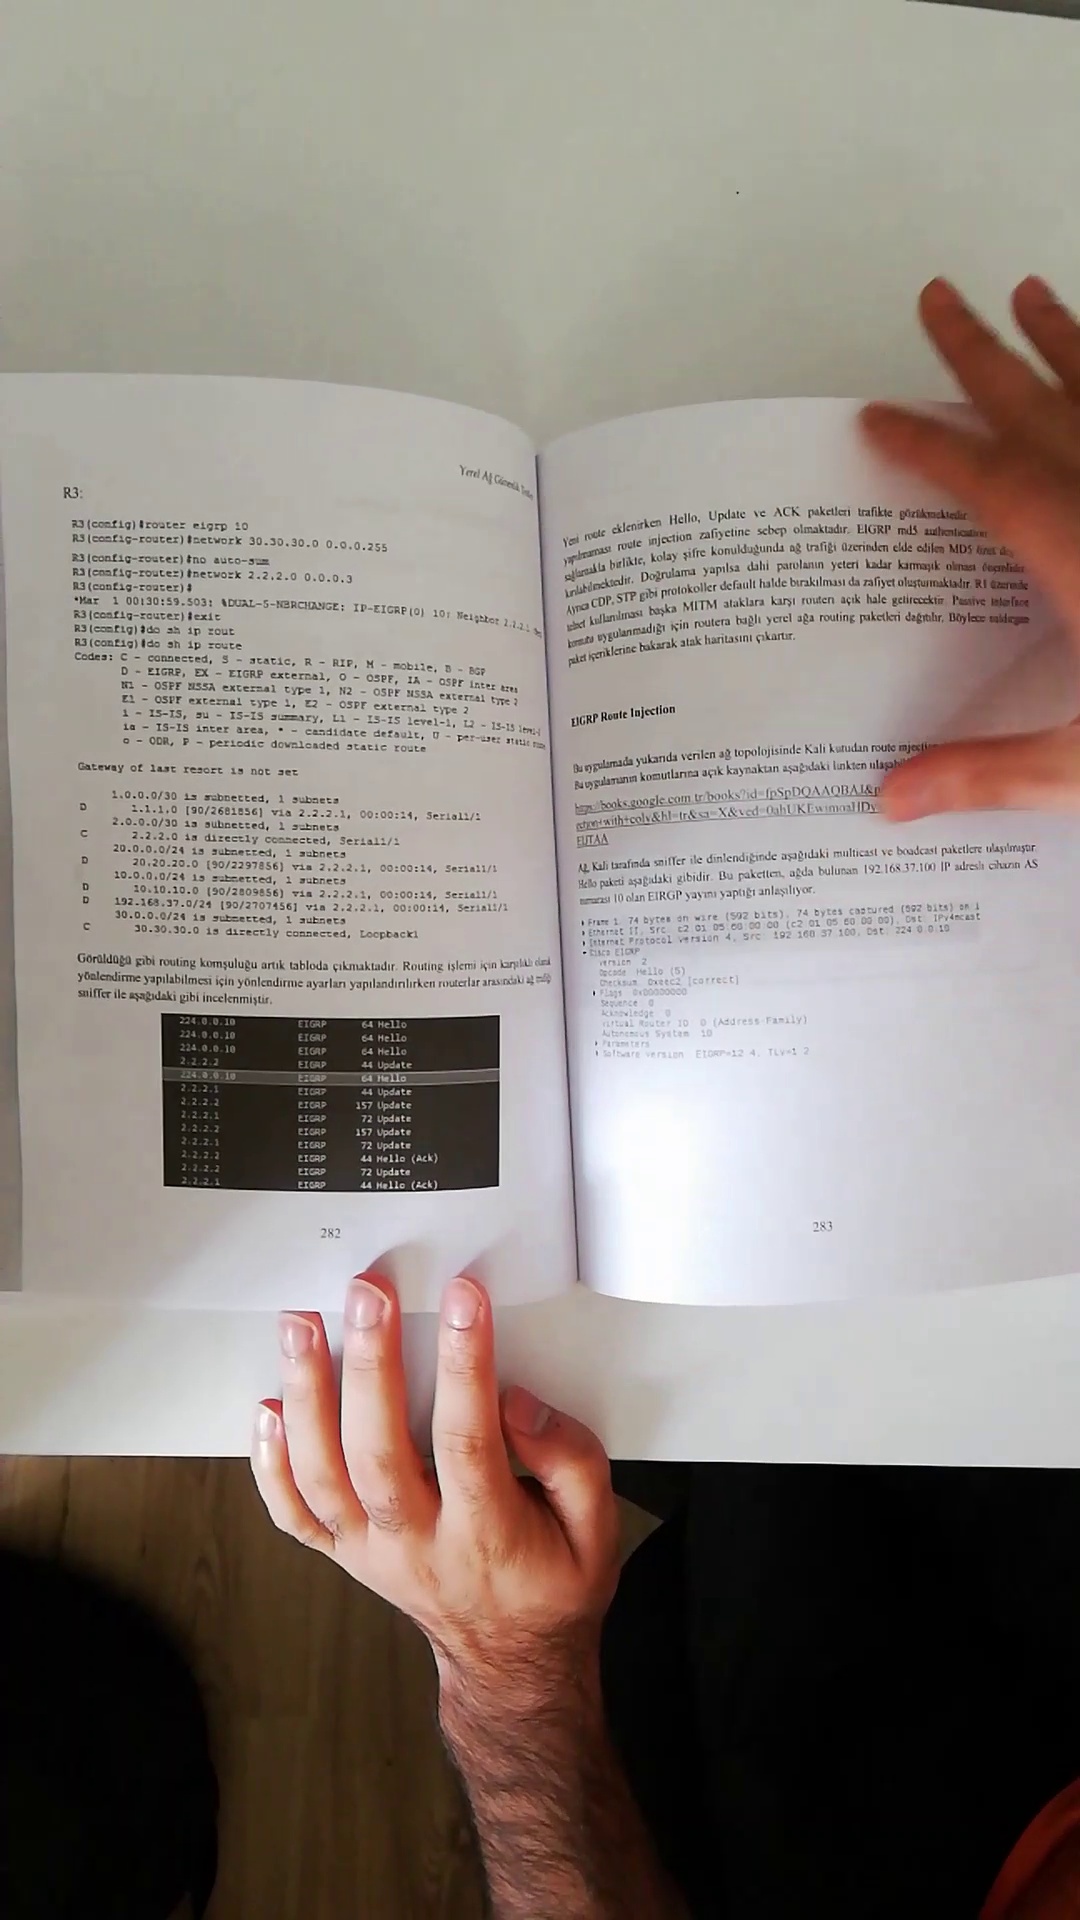 Yerel Ağ Güvenlik
R3:
R3(config)#router eigrp 10
R3(config-router)#network 30.30.30.0 0.0.0.255
R3(config-router)#no auto-sum
R3(config-router)#network 2.2.2.0 0.0.0.3
R3(config-router)#
*Mar 1 00:30:59.503: %DUAL-5-NBRCHANGE: IP-EIGRP(0) 10: Neighbor 2.2.2.1
R3(config-router)#exit
R3(config)#do sh ip rout
R3(config)#do sh ip route
Codes: C - connected, S - static, R - RIP, M - mobile, B - BGP
D - EIGRP, EX - EIGRP external, O - OSPF, IA - OSPF inter area
N1 - OSPF NSSA external type 1, N2 - OSPF NSSA external type 2
E1 - OSPF external type 1, E2 - OSPF external type 2
i - IS-IS, su - IS-IS summary, L1 - IS-IS level-1, L2 - IS-IS level-
ia - IS-IS inter area, * - candidate default, U - per-user static
o - ODR, P - periodic downloaded static route
Gateway of last resort is not set
1.0.0.0/30 is subnetted, 1 subnets
D 1.1.1.0 [90/2681856] via 2.2.2.1, 00:00:14, Serial1/1
2.0.0.0/30 is subnetted, 1 subnets
C 2.2.2.0 is directly connected, Serial1/1
20.0.0.0/24 is subnetted, 1 subnets
D 20.20.20.0 [90/2297856] via 2.2.2.1, 00:00:14, Serial1/1
10.0.0.0/24 is subnetted, 1 subnets
D 10.10.10.0 [90/2809856] via 2.2.2.1, 00:00:14, Serial1/1
D 192.168.37.0/24 [90/2707456] via 2.2.2.1, 00:00:14, Serial1/1
30.0.0.0/24 is subnetted, 1 subnets
C 30.30.30.0 is directly connected, Loopback1
Görüldüğü gibi routing komşuluğu artık tabloda çıkmaktadır. Routing işlemi için karşılıklı olarak
yönlendirme yapılabilmesi için yönlendirme ayarları yapılandırılırken routerlar arasındaki ağ trafiği
sniffer ile aşağıdaki gibi incelenmiştir.
224.0.0.10 EIGRP 64 Hello
224.0.0.10 EIGRP 64 Hello
224.0.0.10 EIGRP 64 Hello
2.2.2.2 EIGRP 44 Update
224.0.0.10 EIGRP 64 Hello
2.2.2.1 EIGRP 44 Update
2.2.2.2 EIGRP 157 Update
2.2.2.1 EIGRP 72 Update
2.2.2.2 EIGRP 157 Update
2.2.2.1 EIGRP 72 Update
2.2.2.2 EIGRP 44 Hello (Ack)
2.2.2.2 EIGRP 72 Update
2.2.2.1 EIGRP 44 Hello (Ack)
282
Yeni route eklenirken Hello, Update ve ACK paketleri trafikte gözükmektedir.
yapılmaması route injection zafiyetine sebep olmaktadır. EIGRP md5 authentication
sağlamakla birlikte, kolay şifre konulduğunda ağ trafiği üzerinden elde edilen MD5 özet
kırılabilmektedir. Doğrulama yapılsa dahi parolanın yeteri kadar karmaşık olması önemlidir.
Ayrıca CDP, STP gibi protokoller default halde bırakılması da zafiyet oluşturmaktadır. R1 üzerinde
telnet kullanılması başka MITM ataklara karşı routerı açık hale getirecektir. Passive interface
komutu uygulanmadığı için routera bağlı yerel ağa routing paketleri dağıtılır. Böylece saldırgan
paket içeriklerine bakarak atak haritasını çıkartır.
EIGRP Route Injection
Bu uygulamada yukarıda verilen ağ topolojisinde Kali kutudan route
Bu uygulamanın komutlarına açık kaynaktan aşağıdaki linkten
https://books.google.com.tr/books?id=fpSpDQAAQBAJ&p
ection+with+coly&hl=tr&sa=X&ved=0ahUKEwimoaHDy
EUTAA
Ağ, Kali tarafında sniffer ile dinlendiğinde aşağıdaki multicast ve boadcast paketlere ulaşılmıştır.
Hello paketi aşağıdaki gibidir. Bu paketten, ağda bulunan 192.168.37.100 IP adresli cihazın AS
numarası 10 olan EIRGP yayını yaptığı anlaşılıyor.
Frame 1: 74 bytes on wire (592 bits), 74 bytes captured (592 bits) on i
Ethernet II, Src: c2:01:05:60:00:00 (c2:01:05:60:00:00), Dst: IPv4mcast
Internet Protocol Version 4, Src: 192.168.37.100, Dst: 224.0.0.10
Cisco EIGRP
Version: 2
Opcode: Hello (5)
Checksum: 0xeec2 [correct]
Flags: 0x00000000
Sequence: 0
Acknowledge: 0
Virtual Router ID: 0 (Address-Family)
Autonomous System: 10
Parameters
Software Version: EIGRP=12.4, TLV=1.2
283